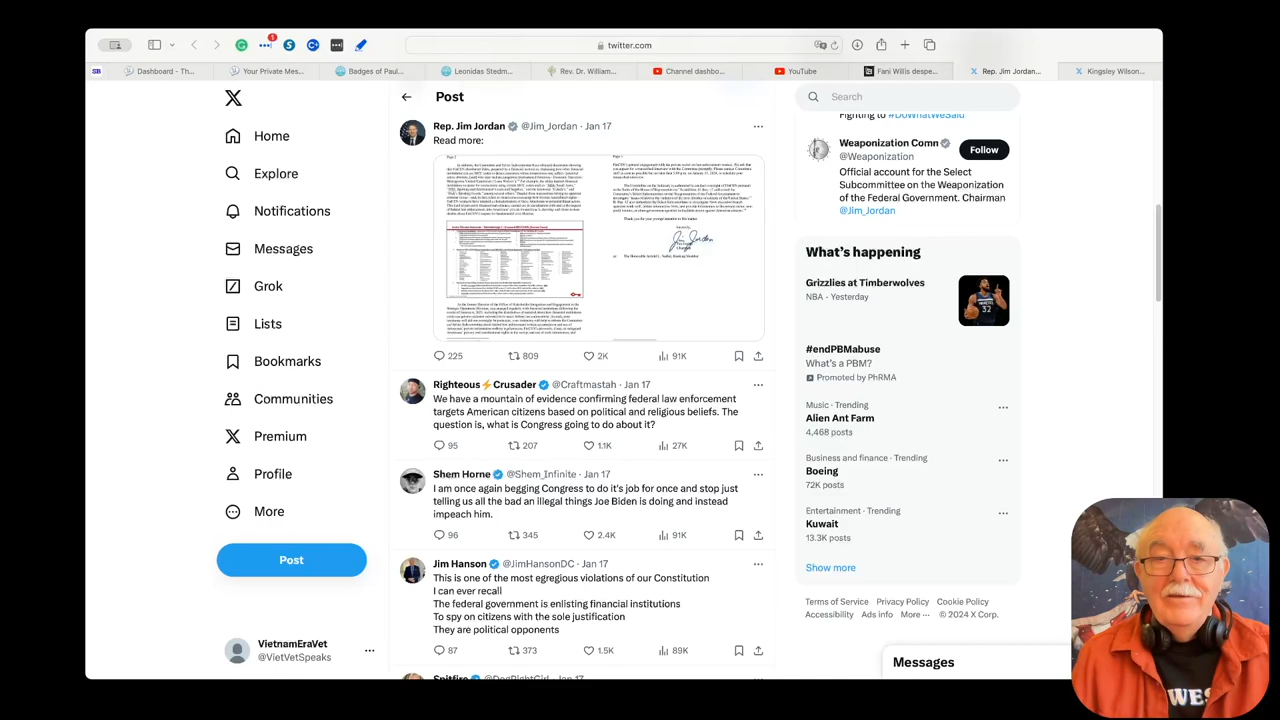 twitter.com
1
SB
Dashboard - Th...
Your Private Mes...
Badges of Paul...
Leonidas Stedm...
Rev. Dr. William...
Channel dashbo...
YouTube
Fani Willis despe...
Rep. Jim Jordan...
Kingsley Wilson...
Home
Explore
Notifications
Messages
Grok
Lists
Bookmarks
Communities
Premium
Profile
More
Post
VietnamEraVet
@VietVetSpeaks
Post
Rep. Jim Jordan @Jim_Jordan · Jan 17
Read more:
225 809 2K 91K
Righteous⚡Crusader @Craftmastah · Jan 17
We have a mountain of evidence confirming federal law enforcement
targets American citizens based on political and religious beliefs. The
question is, what is Congress going to do about it?
95 207 1.1K 27K
Shem Horne @Shem_Infinite · Jan 17
I am once again begging Congress to do it's job for once and stop just
telling us all the bad an illegal things Joe Biden is doing and instead
impeach him.
96 345 2.4K 91K
Jim Hanson @JimHansonDC · Jan 17
This is one of the most egregious violations of our Constitution
I can ever recall
The federal government is enlisting financial institutions
To spy on citizens with the sole justification
They are political opponents
87 373 1.5K 89K
Spitfire @DogRightGirl · Jan 17
Search
Fighting to #DoWhatWeSaid
Weaponization Comn
@Weaponization
Follow
Official account for the Select
Subcommittee on the Weaponization
of the Federal Government. Chairman
@Jim_Jordan
What's happening
Grizzlies at Timberwolves
NBA · Yesterday
#endPBMabuse
What's a PBM?
Promoted by PhRMA
Music · Trending
Alien Ant Farm
4,468 posts
Business and finance · Trending
Boeing
72K posts
Entertainment · Trending
Kuwait
13.3K posts
Show more
Terms of Service Privacy Policy Cookie Policy
Accessibility Ads info More ··· © 2024 X Corp.
Messages